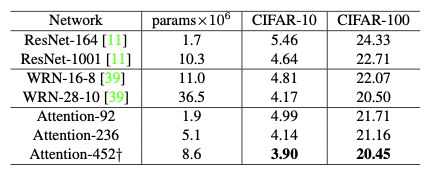 Network params×10⁶ CIFAR-10 CIFAR-100
ResNet-164 [11] 1.7 5.46 24.33
ResNet-1001 [11] 10.3 4.64 22.71
WRN-16-8 [39] 11.0 4.81 22.07
WRN-28-10 [39] 36.5 4.17 20.50
Attention-92 1.9 4.99 21.71
Attention-236 5.1 4.14 21.16
Attention-452† 8.6 3.90 20.45